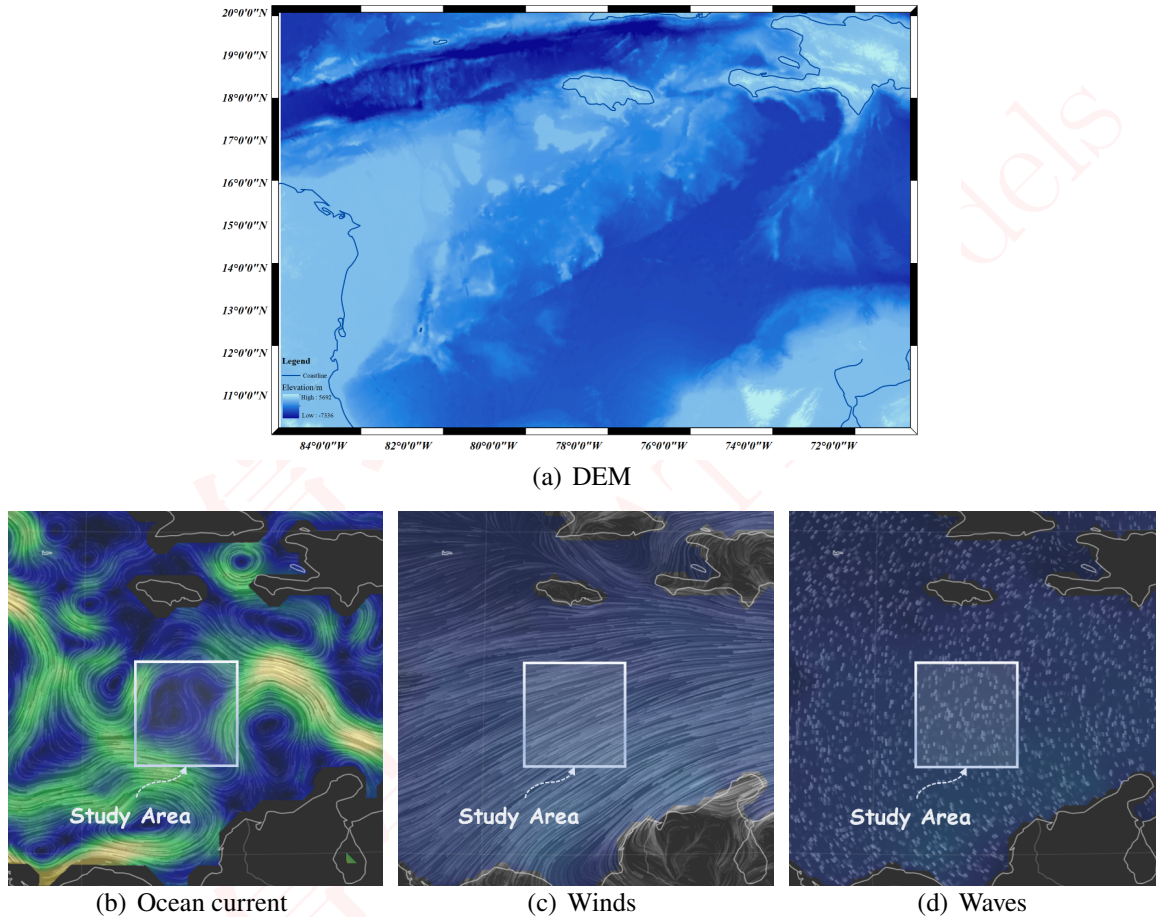 20°0'0"N
19°0'0"N
18°0'0"N
17°0'0"N
16°0'0"N
15°0'0"N
14°0'0"N
13°0'0"N
12°0'0"N
11°0'0"N
Legend
Coastline
Elevation/m
High : 5692
Low : -7336
84°0'0"W 82°0'0"W 80°0'0"W 78°0'0"W 76°0'0"W 74°0'0"W 72°0'0"W
(a) DEM
dels
Study Area
Study Area
Study Area
(b) Ocean current
(c) Winds
(d) Waves